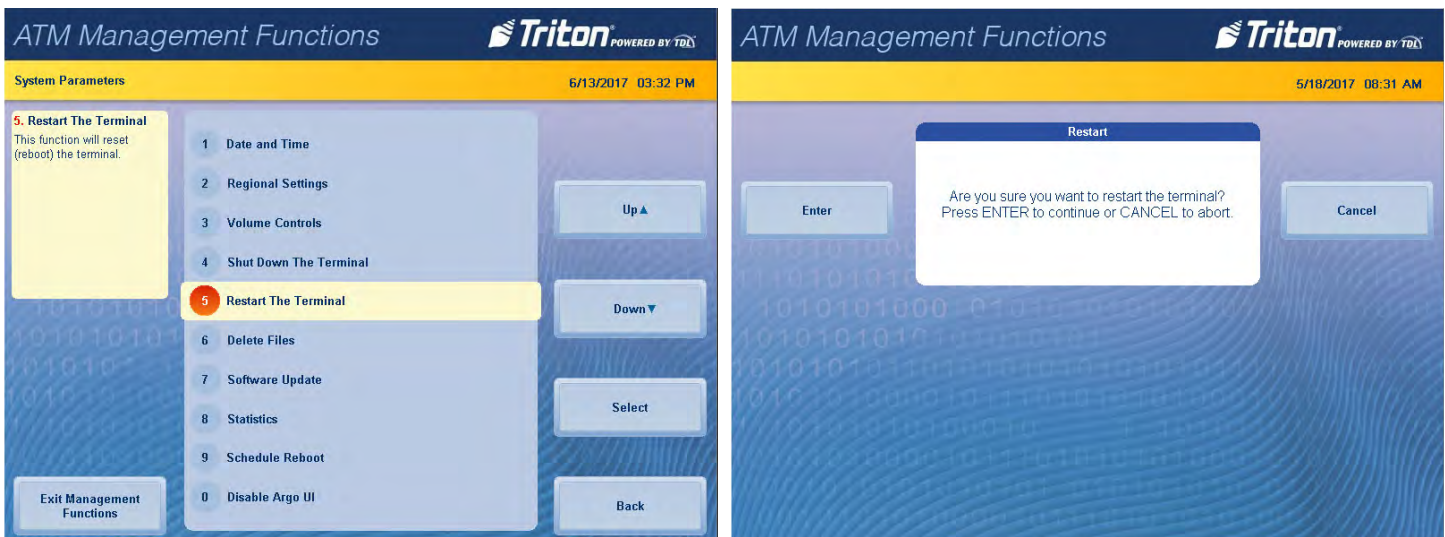 ATM Management Functions
Triton POWERED BY TDL
System Parameters
6/13/2017 03:32 PM
5. Restart The Terminal
This function will reset
(reboot) the terminal.
1 Date and Time
2 Regional Settings
3 Volume Controls
4 Shut Down The Terminal
5 Restart The Terminal
6 Delete Files
7 Software Update
8 Statistics
9 Schedule Reboot
0 Disable Argo UI
Up▲
Down▼
Select
Back
Exit Management
Functions
ATM Management Functions
Triton POWERED BY TDL
5/18/2017 08:31 AM
Restart
Are you sure you want to restart the terminal?
Press ENTER to continue or CANCEL to abort.
Enter
Cancel